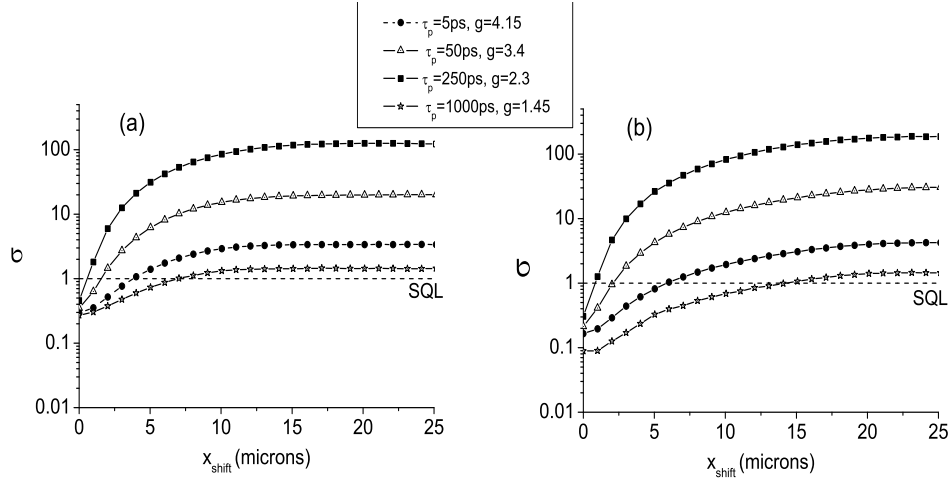 τp=5ps, g=4.15
τp=50ps, g=3.4
τp=250ps, g=2.3
τp=1000ps, g=1.45
(a)
100
10
1
0.1
0.01
σ
SQL
0 5 10 15 20 25
xshift (microns)
(b)
100
10
1
0.1
0.01
σ
SQL
0 5 10 15 20 25
xshift (microns)